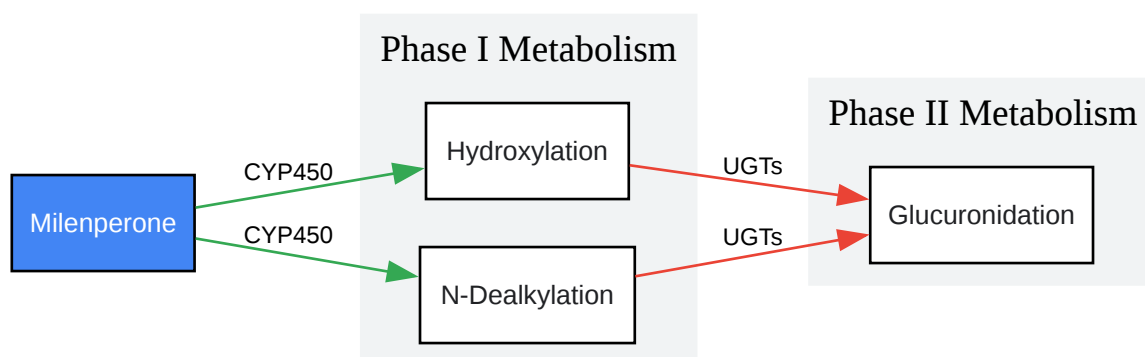 Phase I Metabolism
Phase II Metabolism
Milenperone
CYP450
CYP450
Hydroxylation
N-Dealkylation
UGTs
UGTs
Glucuronidation